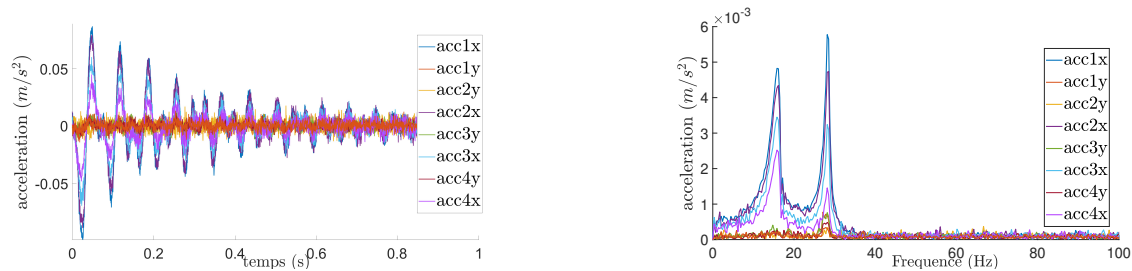 acceleration (m/s²)
0.05
0
-0.05
0
0.2
0.4
0.6
0.8
1
temps (s)
acc1x
acc1y
acc2y
acc2x
acc3y
acc3x
acc4y
acc4x
×10⁻³
acceleration (m/s²)
6
5
4
3
2
1
0
0
20
40
60
80
100
Frequence (Hz)
acc1x
acc1y
acc2y
acc2x
acc3y
acc3x
acc4y
acc4x